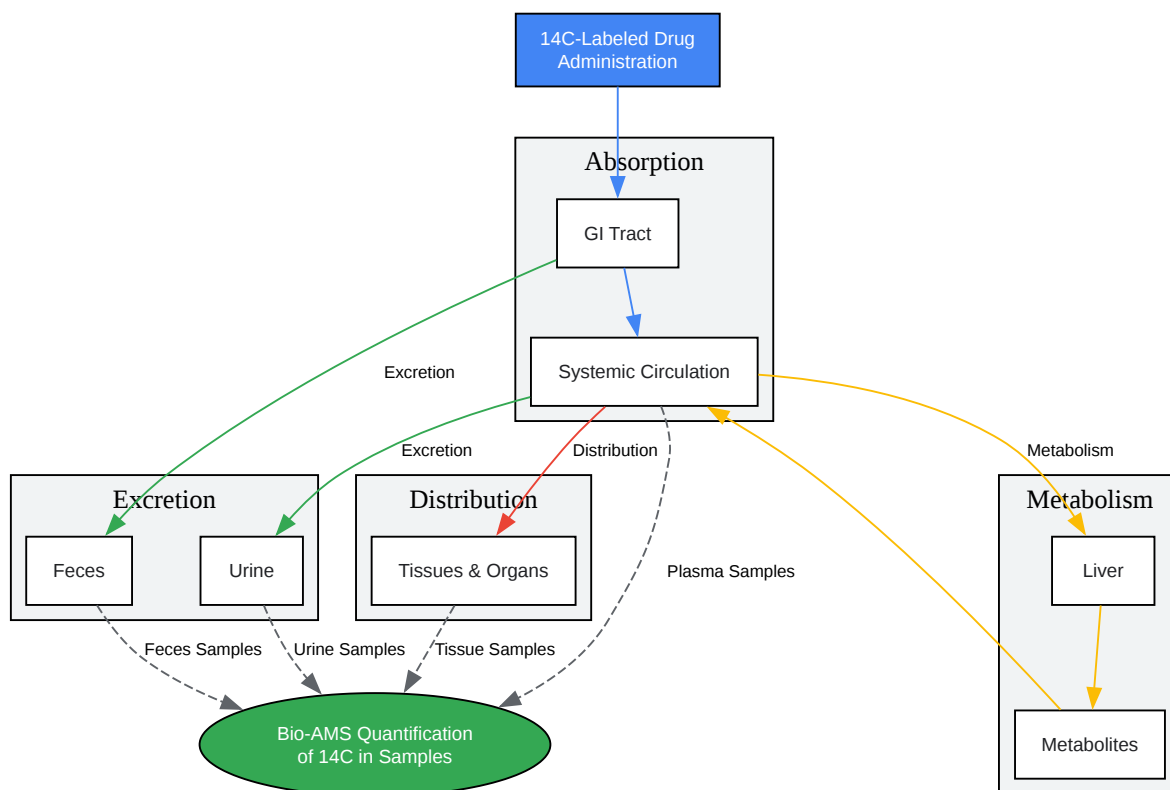 14C-Labeled Drug
Administration
Absorption
GI Tract
Systemic Circulation
Excretion
Excretion
Distribution
Metabolism
Excretion
Distribution
Metabolism
Feces
Urine
Tissues & Organs
Plasma Samples
Liver
Feces Samples
Urine Samples
Tissue Samples
Bio-AMS Quantification
of 14C in Samples
Metabolites